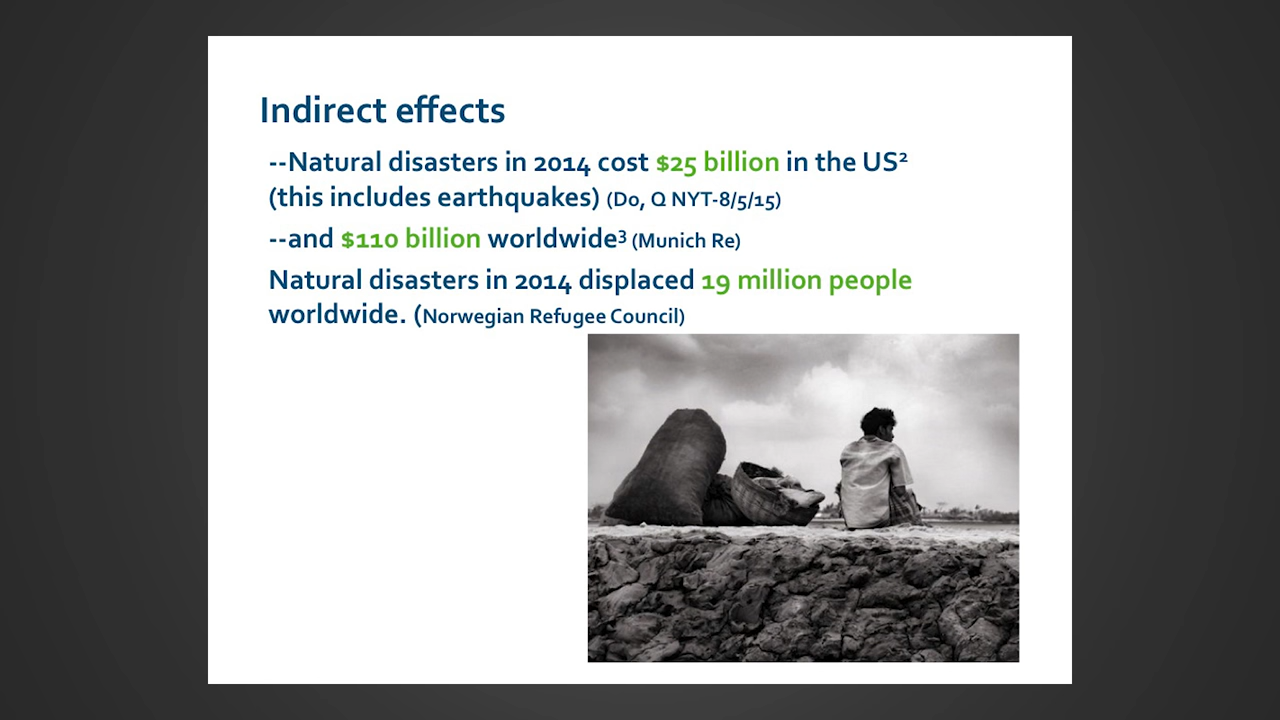 Indirect effects
--Natural disasters in 2014 cost $25 billion in the US²
(this includes earthquakes) (Do, Q NYT-8/5/15)
--and $110 billion worldwide³ (Munich Re)
Natural disasters in 2014 displaced 19 million people
worldwide. (Norwegian Refugee Council)